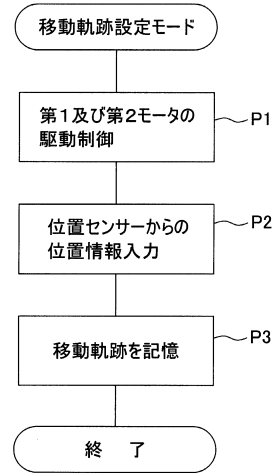 移動軌跡設定モード
第1及び第2モータの
駆動制御
P1
位置センサーからの
位置情報入力
P2
移動軌跡を記憶
P3
終 了